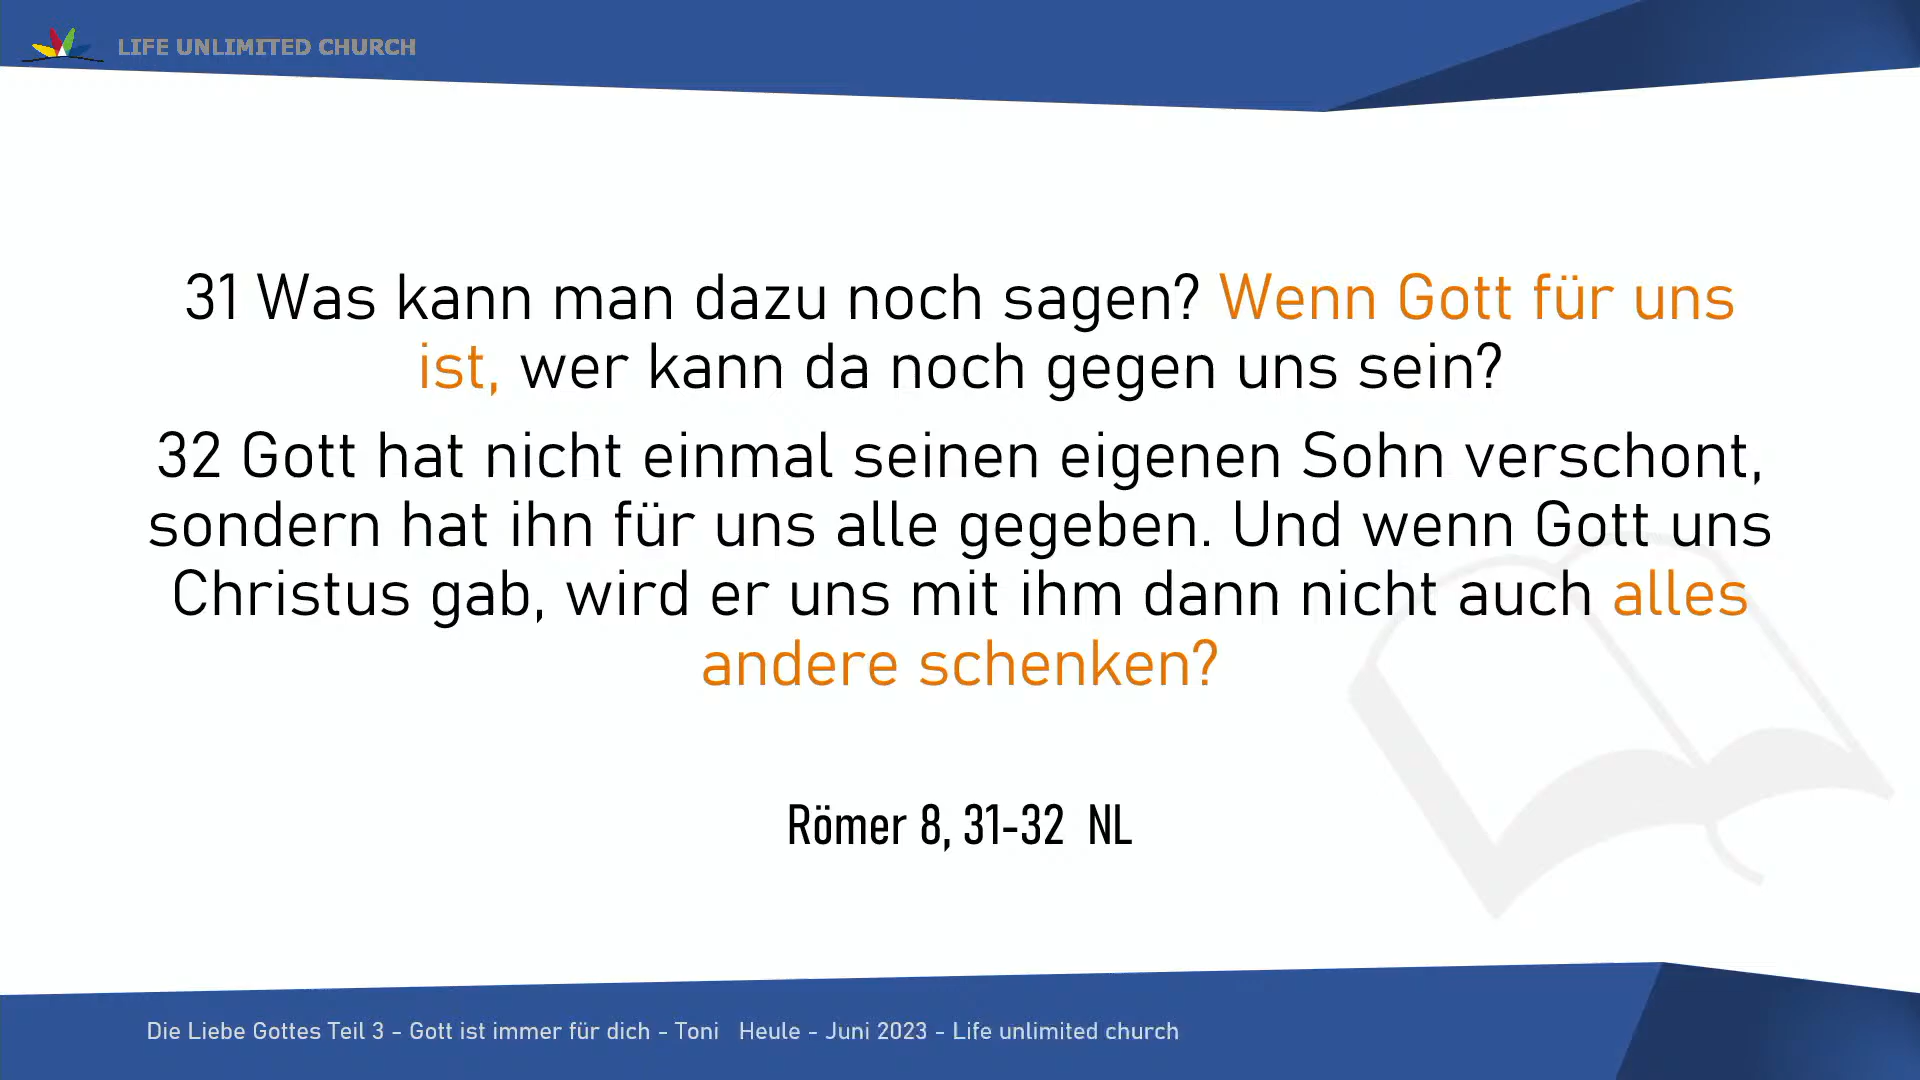 LIFE UNLIMITED CHURCH
31 Was kann man dazu noch sagen? Wenn Gott für uns
ist, wer kann da noch gegen uns sein?
32 Gott hat nicht einmal seinen eigenen Sohn verschont,
sondern hat ihn für uns alle gegeben. Und wenn Gott uns
Christus gab, wird er uns mit ihm dann nicht auch alles
andere schenken?
Römer 8, 31-32 NL
Die Liebe Gottes Teil 3 - Gott ist immer für dich - Toni Heule - Juni 2023 - Life unlimited church